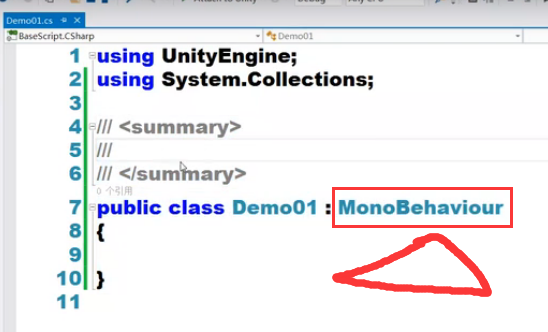 Demo01.cs
BaseScript.CSharp
Demo01
1 using UnityEngine;
2 using System.Collections;
3
4 /// <summary>
5 ///
6 /// </summary>
0 个引用
7 public class Demo01 : MonoBehaviour
8 {
9
10 }
11